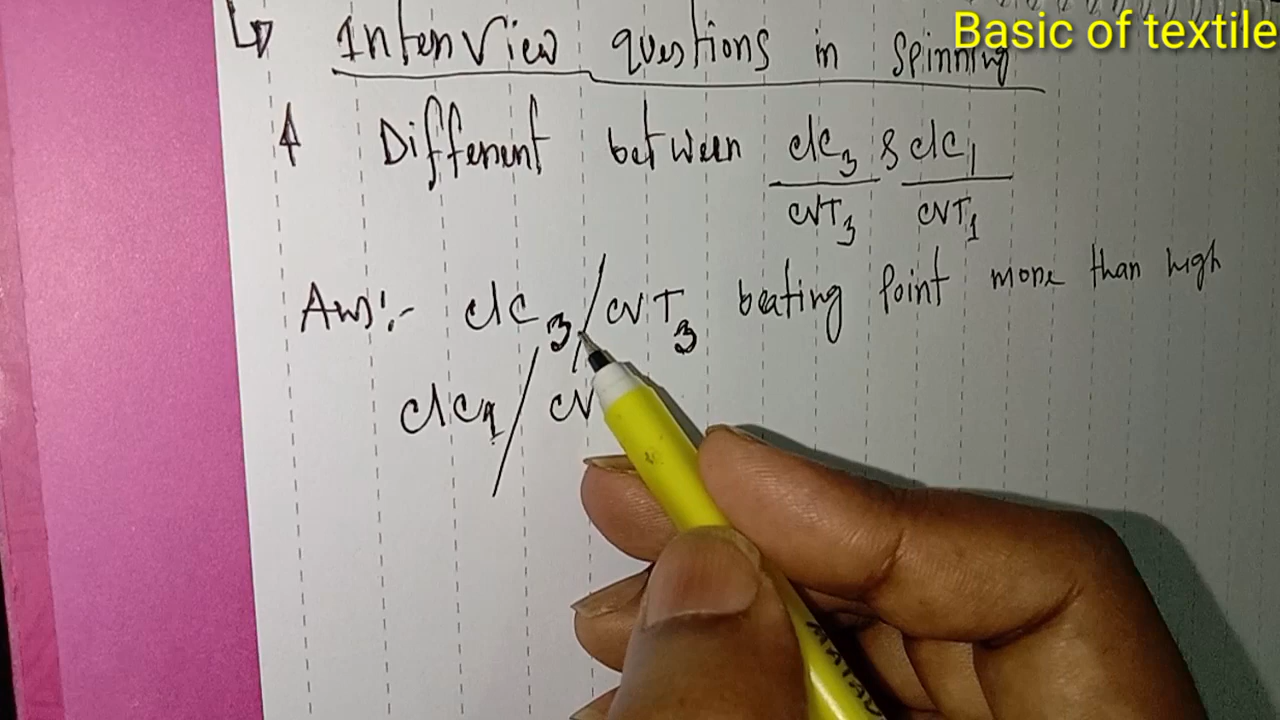 Basic of textile
Interview questions in spinning
Different between clc3 & clc1
CVT3 CVT1
Ans:- clc3/CVT3 beating point more than high
clc1/CV
MATAD